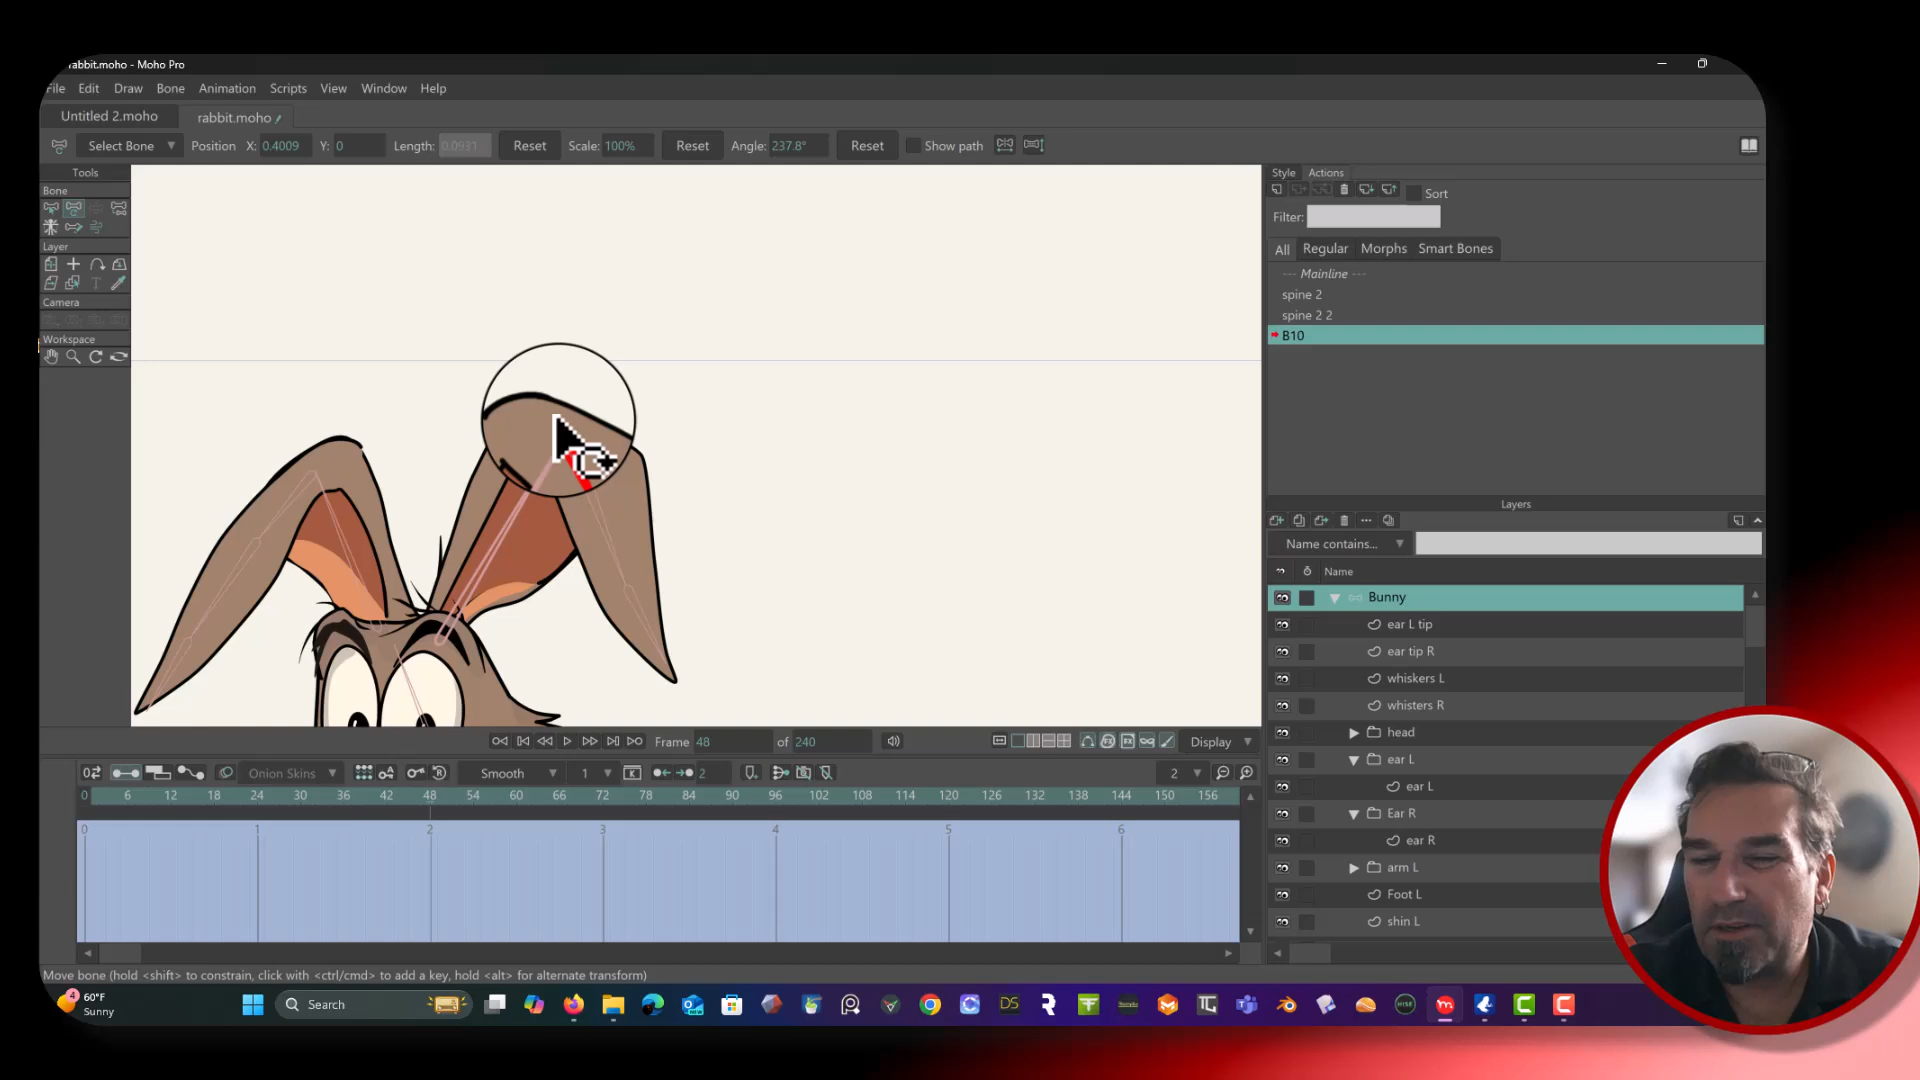 rabbit.moho - Moho Pro
File Edit Draw Bone Animation Scripts View Window Help
Untitled 2.moho rabbit.moho
Select Bone Position X: 0.4009 Y: 0 Length: 0.0931 Reset Scale: 100% Reset Angle: 237.8° Reset Show path
Tools
Bone
Layer
Camera
Workspace
Style Actions
Sort
Filter:
All Regular Morphs Smart Bones
--- Mainline ---
spine 2
spine 2 2
B10
Layers
Name contains...
Name
Bunny
ear L tip
ear tip R
whiskers L
whisters R
head
ear L
ear L
Ear R
ear R
arm L
Foot L
shin L
Frame 48 of 240 Display
Onion Skins Smooth 1 2 2
0 6 12 18 24 30 36 42 48 54 60 66 72 78 84 90 96 102 108 114 120 126 132 138 144 150 156
0 1 2 3 4 5 6
Move bone (hold <shift> to constrain, click with <ctrl/cmd> to add a key, hold <alt> for alternate transform)
4 60°F
Sunny
Search